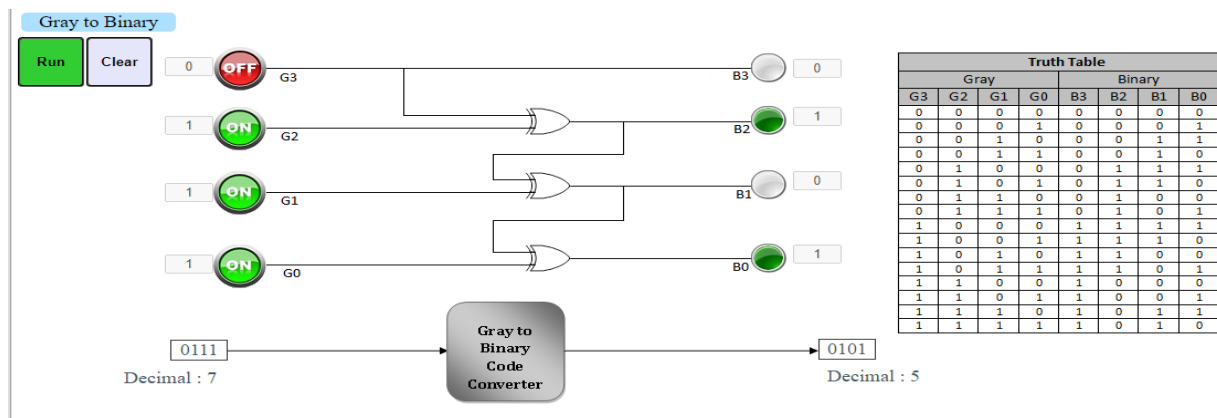 Gray to Binary
Run Clear
0 OFF G3 B3 0
1 ON G2 B2 1
1 ON G1 B1 0
1 ON G0 B0 1
Gray to
Binary
Code
Converter
0111 0101
Decimal : 7 Decimal : 5
Truth Table
Gray Binary
G3 G2 G1 G0 B3 B2 B1 B0
0 0 0 0 0 0 0 0
0 0 0 1 0 0 0 1
0 0 1 0 0 0 1 1
0 0 1 1 0 0 1 0
0 1 0 0 0 1 1 1
0 1 0 1 0 1 1 0
0 1 1 0 0 1 0 0
0 1 1 1 0 1 0 1
1 0 0 0 1 1 1 1
1 0 0 1 1 1 1 0
1 0 1 0 1 1 0 0
1 0 1 1 1 1 0 1
1 1 0 0 1 0 0 0
1 1 0 1 1 0 0 1
1 1 1 0 1 0 1 1
1 1 1 1 1 0 1 0